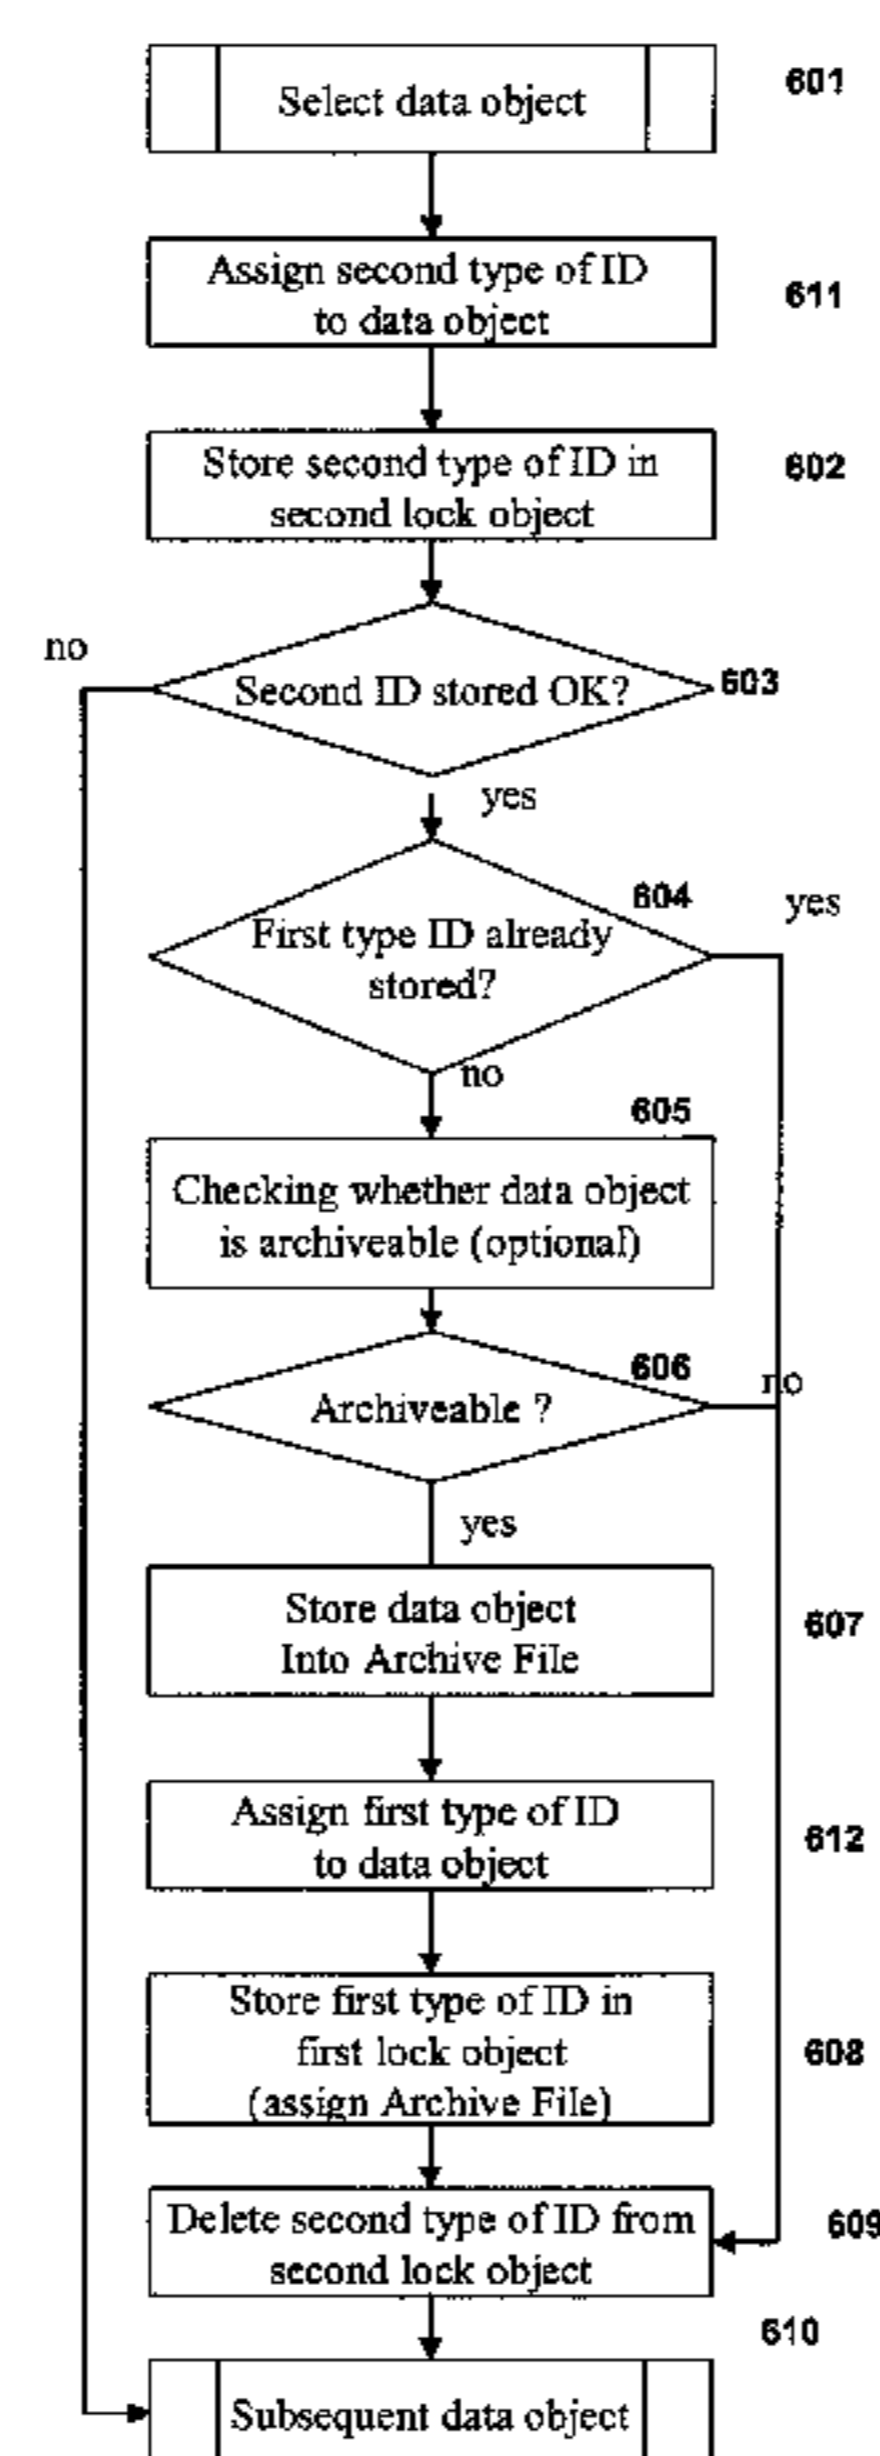 Select data object
601
Assign second type of ID
to data object
611
Store second type of ID in
second lock object
602
no
Second ID stored OK?
603
yes
604
yes
First type ID already
stored?
no
605
Checking whether data object
is archiveable (optional)
606
no
Archiveable ?
yes
Store data object
Into Archive File
607
Assign first type of ID
to data object
612
Store first type of ID in
first lock object
(assign Archive File)
608
Delete second type of ID from
second lock object
609
610
Subsequent data object